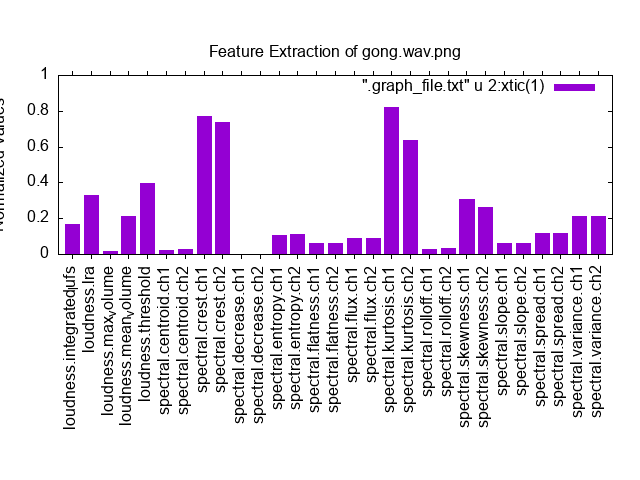 Feature Extraction of gong.wav.png
".graph_file.txt" u 2:xtic(1)
Normalized Values
1
0.8
0.6
0.4
0.2
0
loudness.integratedlufs
loudness.lra
loudness.maxvolume
loudness.meanvolume
loudness.threshold
spectral.centroid.ch1
spectral.centroid.ch2
spectral.crest.ch1
spectral.crest.ch2
spectral.decrease.ch1
spectral.decrease.ch2
spectral.entropy.ch1
spectral.entropy.ch2
spectral.flatness.ch1
spectral.flatness.ch2
spectral.flux.ch1
spectral.flux.ch2
spectral.kurtosis.ch1
spectral.kurtosis.ch2
spectral.rolloff.ch1
spectral.rolloff.ch2
spectral.skewness.ch1
spectral.skewness.ch2
spectral.slope.ch1
spectral.slope.ch2
spectral.spread.ch1
spectral.spread.ch2
spectral.variance.ch1
spectral.variance.ch2